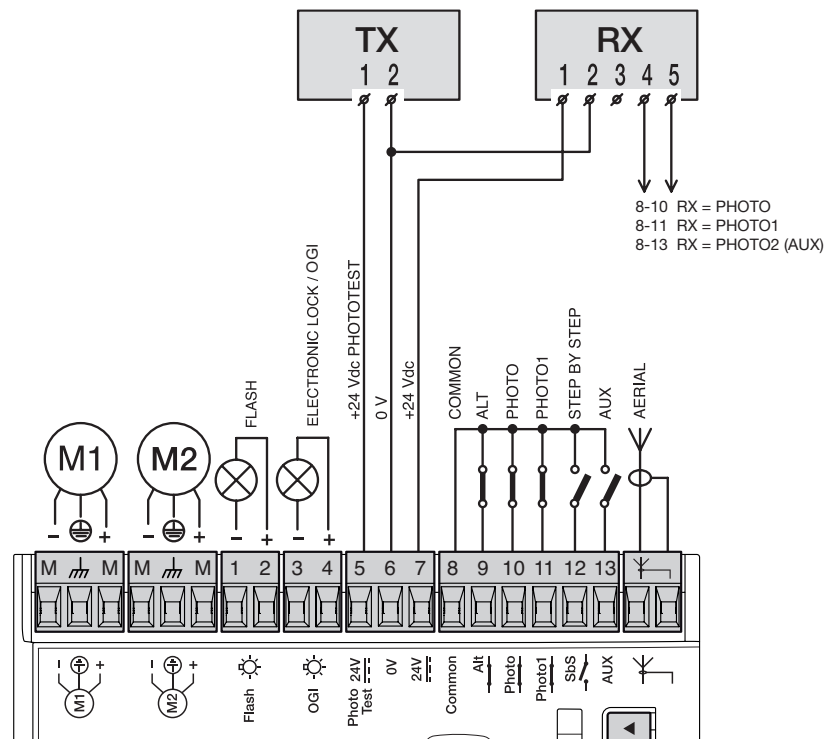 TX
1 2
RX
1 2 3 4 5
8-10 RX = PHOTO
8-11 RX = PHOTO1
8-13 RX = PHOTO2 (AUX)
FLASH
ELECTRONIC LOCK / OGI
+24 Vdc PHOTOTEST
0 V
+24 Vdc
COMMON
ALT
PHOTO
PHOTO1
STEP BY STEP
AUX
AERIAL
M1
M2
- +
- +
- +
- +
M M M M 1 2 3 4 5 6 7 8 9 10 11 12 13
- +
M1
- +
M2
Flash
OGI
Photo 24V
Test
0V
24V
Common
Alt
Photo
Photo1
SbS
AUX